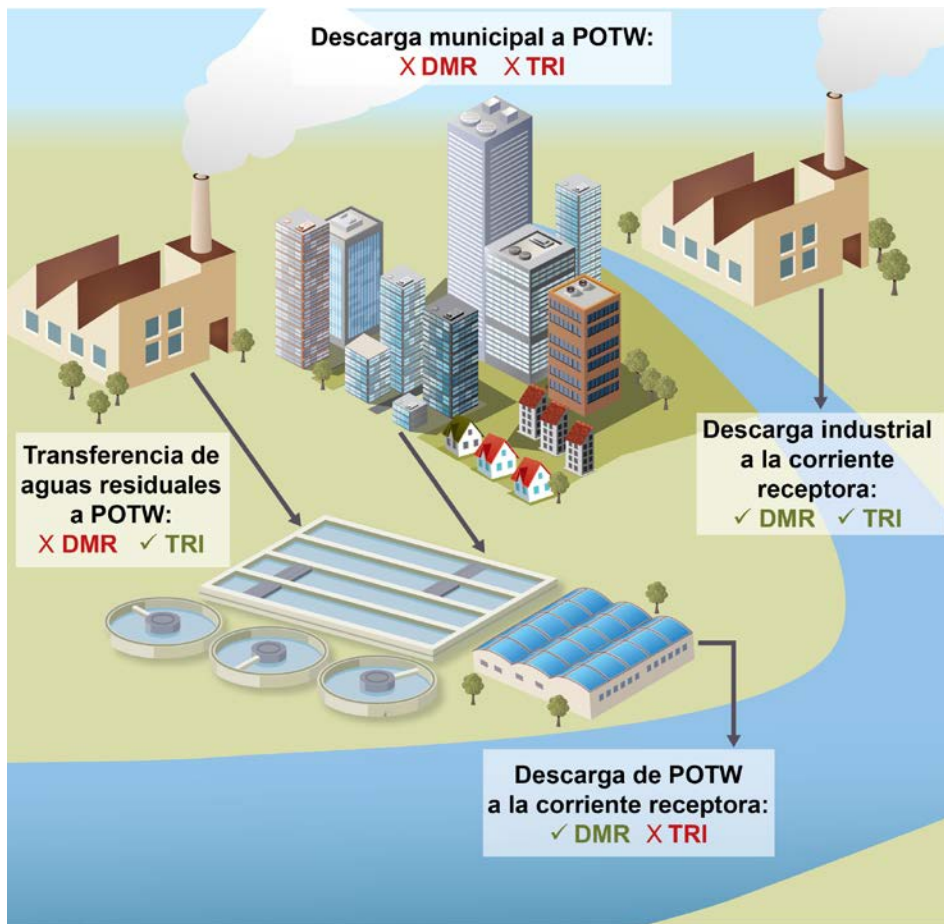 Descarga municipal a POTW:
X DMR X TRI
Transferencia de
aguas residuales
a POTW:
X DMR ✓ TRI
Descarga industrial
a la corriente
receptora:
✓ DMR ✓ TRI
Descarga de POTW
a la corriente receptora:
✓ DMR X TRI